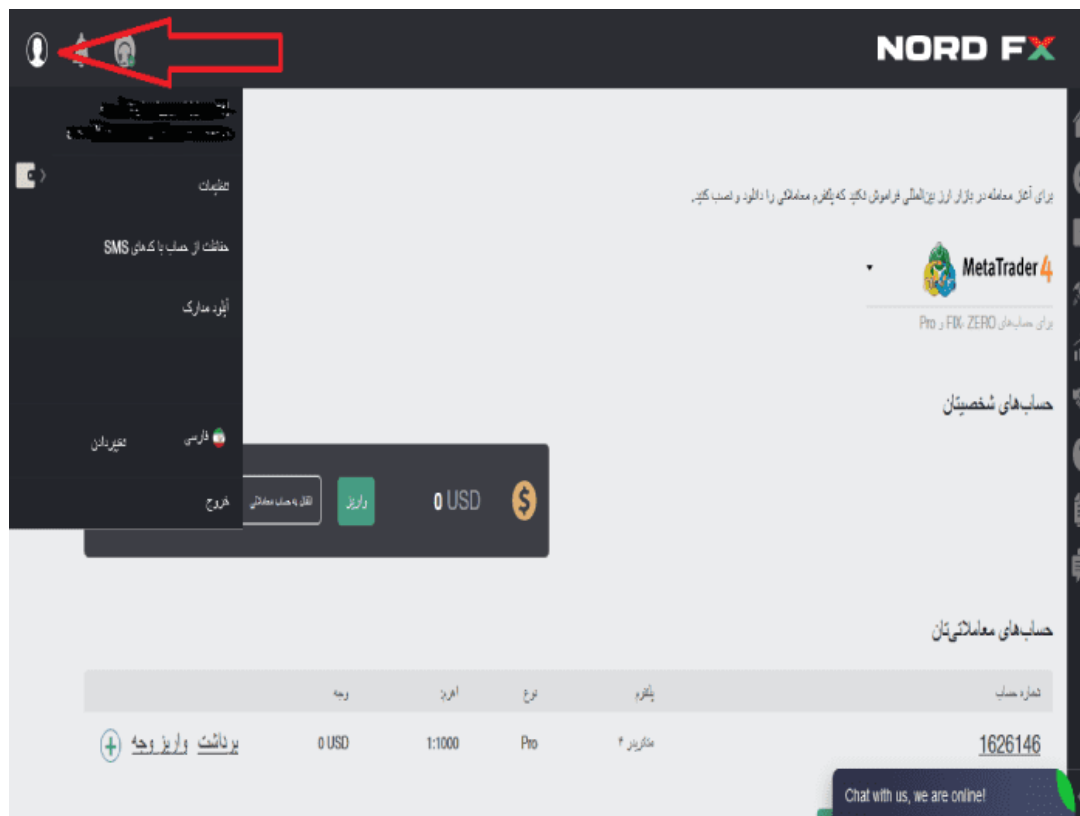 NORD FX
تنظیمات
حفاظت از حساب با کدهای SMS
آپلود مدارک
فارسی
تغییر دادن
خروج
برای آغاز معامله در بازار ارز بین‌المللی فراموش نکنید که پلتفرم معاملاتی را دانلود و نصب کنید.
MetaTrader 4
برای حساب‌های FIX، ZERO و Pro
حساب‌های شخصیتان
0 USD
واریز
انتقال به حساب معاملاتی
حساب‌های معاملاتی‌تان
شماره حساب پلتفرم نوع اهرم وجه
1626146 متاتریدر ۴ Pro 1:1000 0 USD واریز وجه برداشت
Chat with us, we are online!